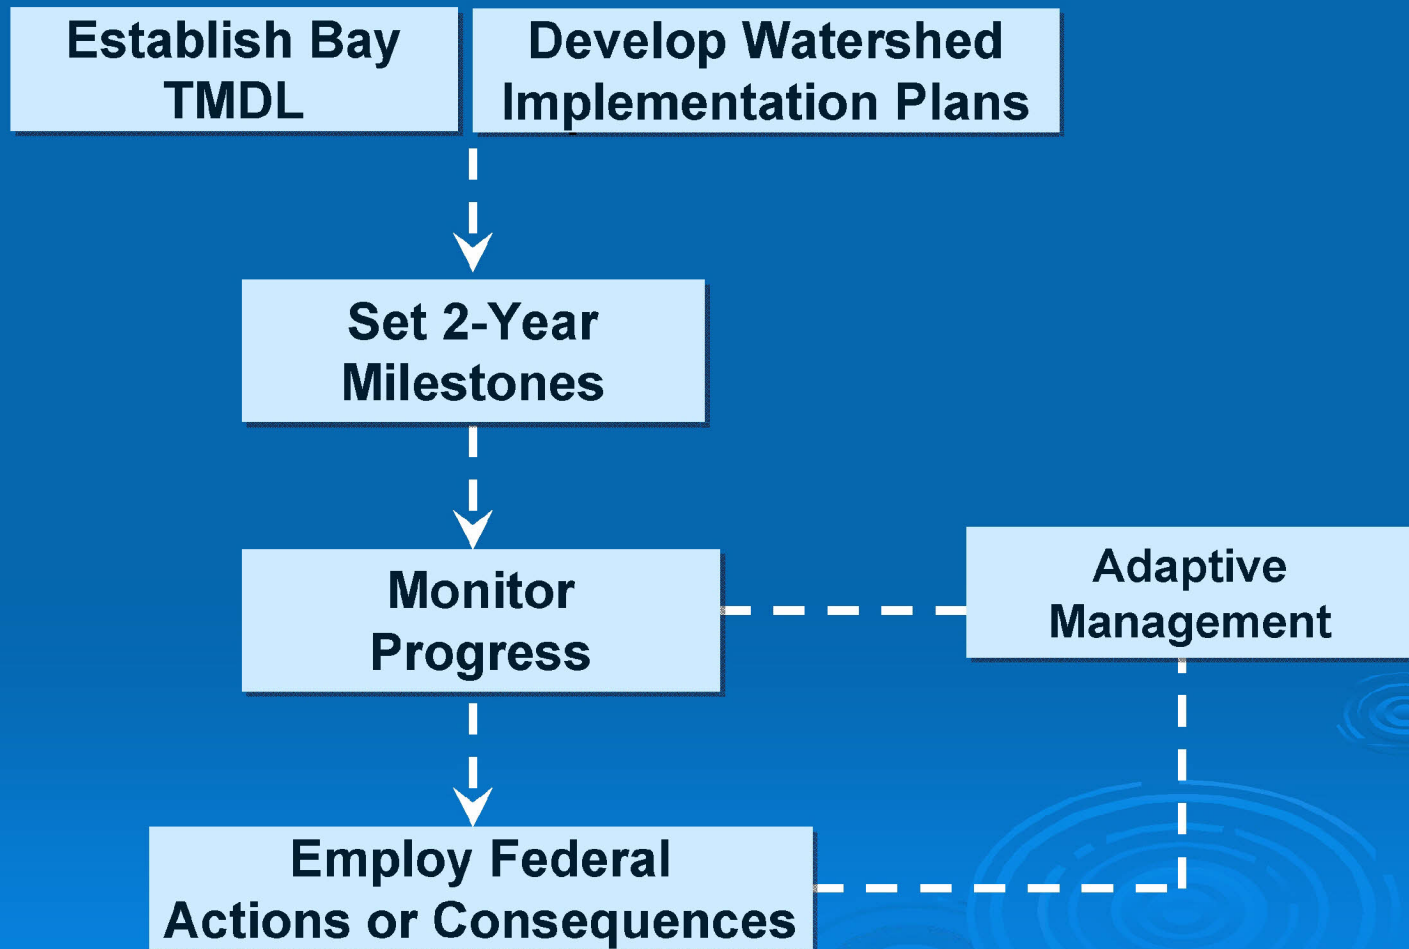 Establish Bay
TMDL
Develop Watershed
Implementation Plans
Set 2-Year
Milestones
Monitor
Progress
Adaptive
Management
Employ Federal
Actions or Consequences